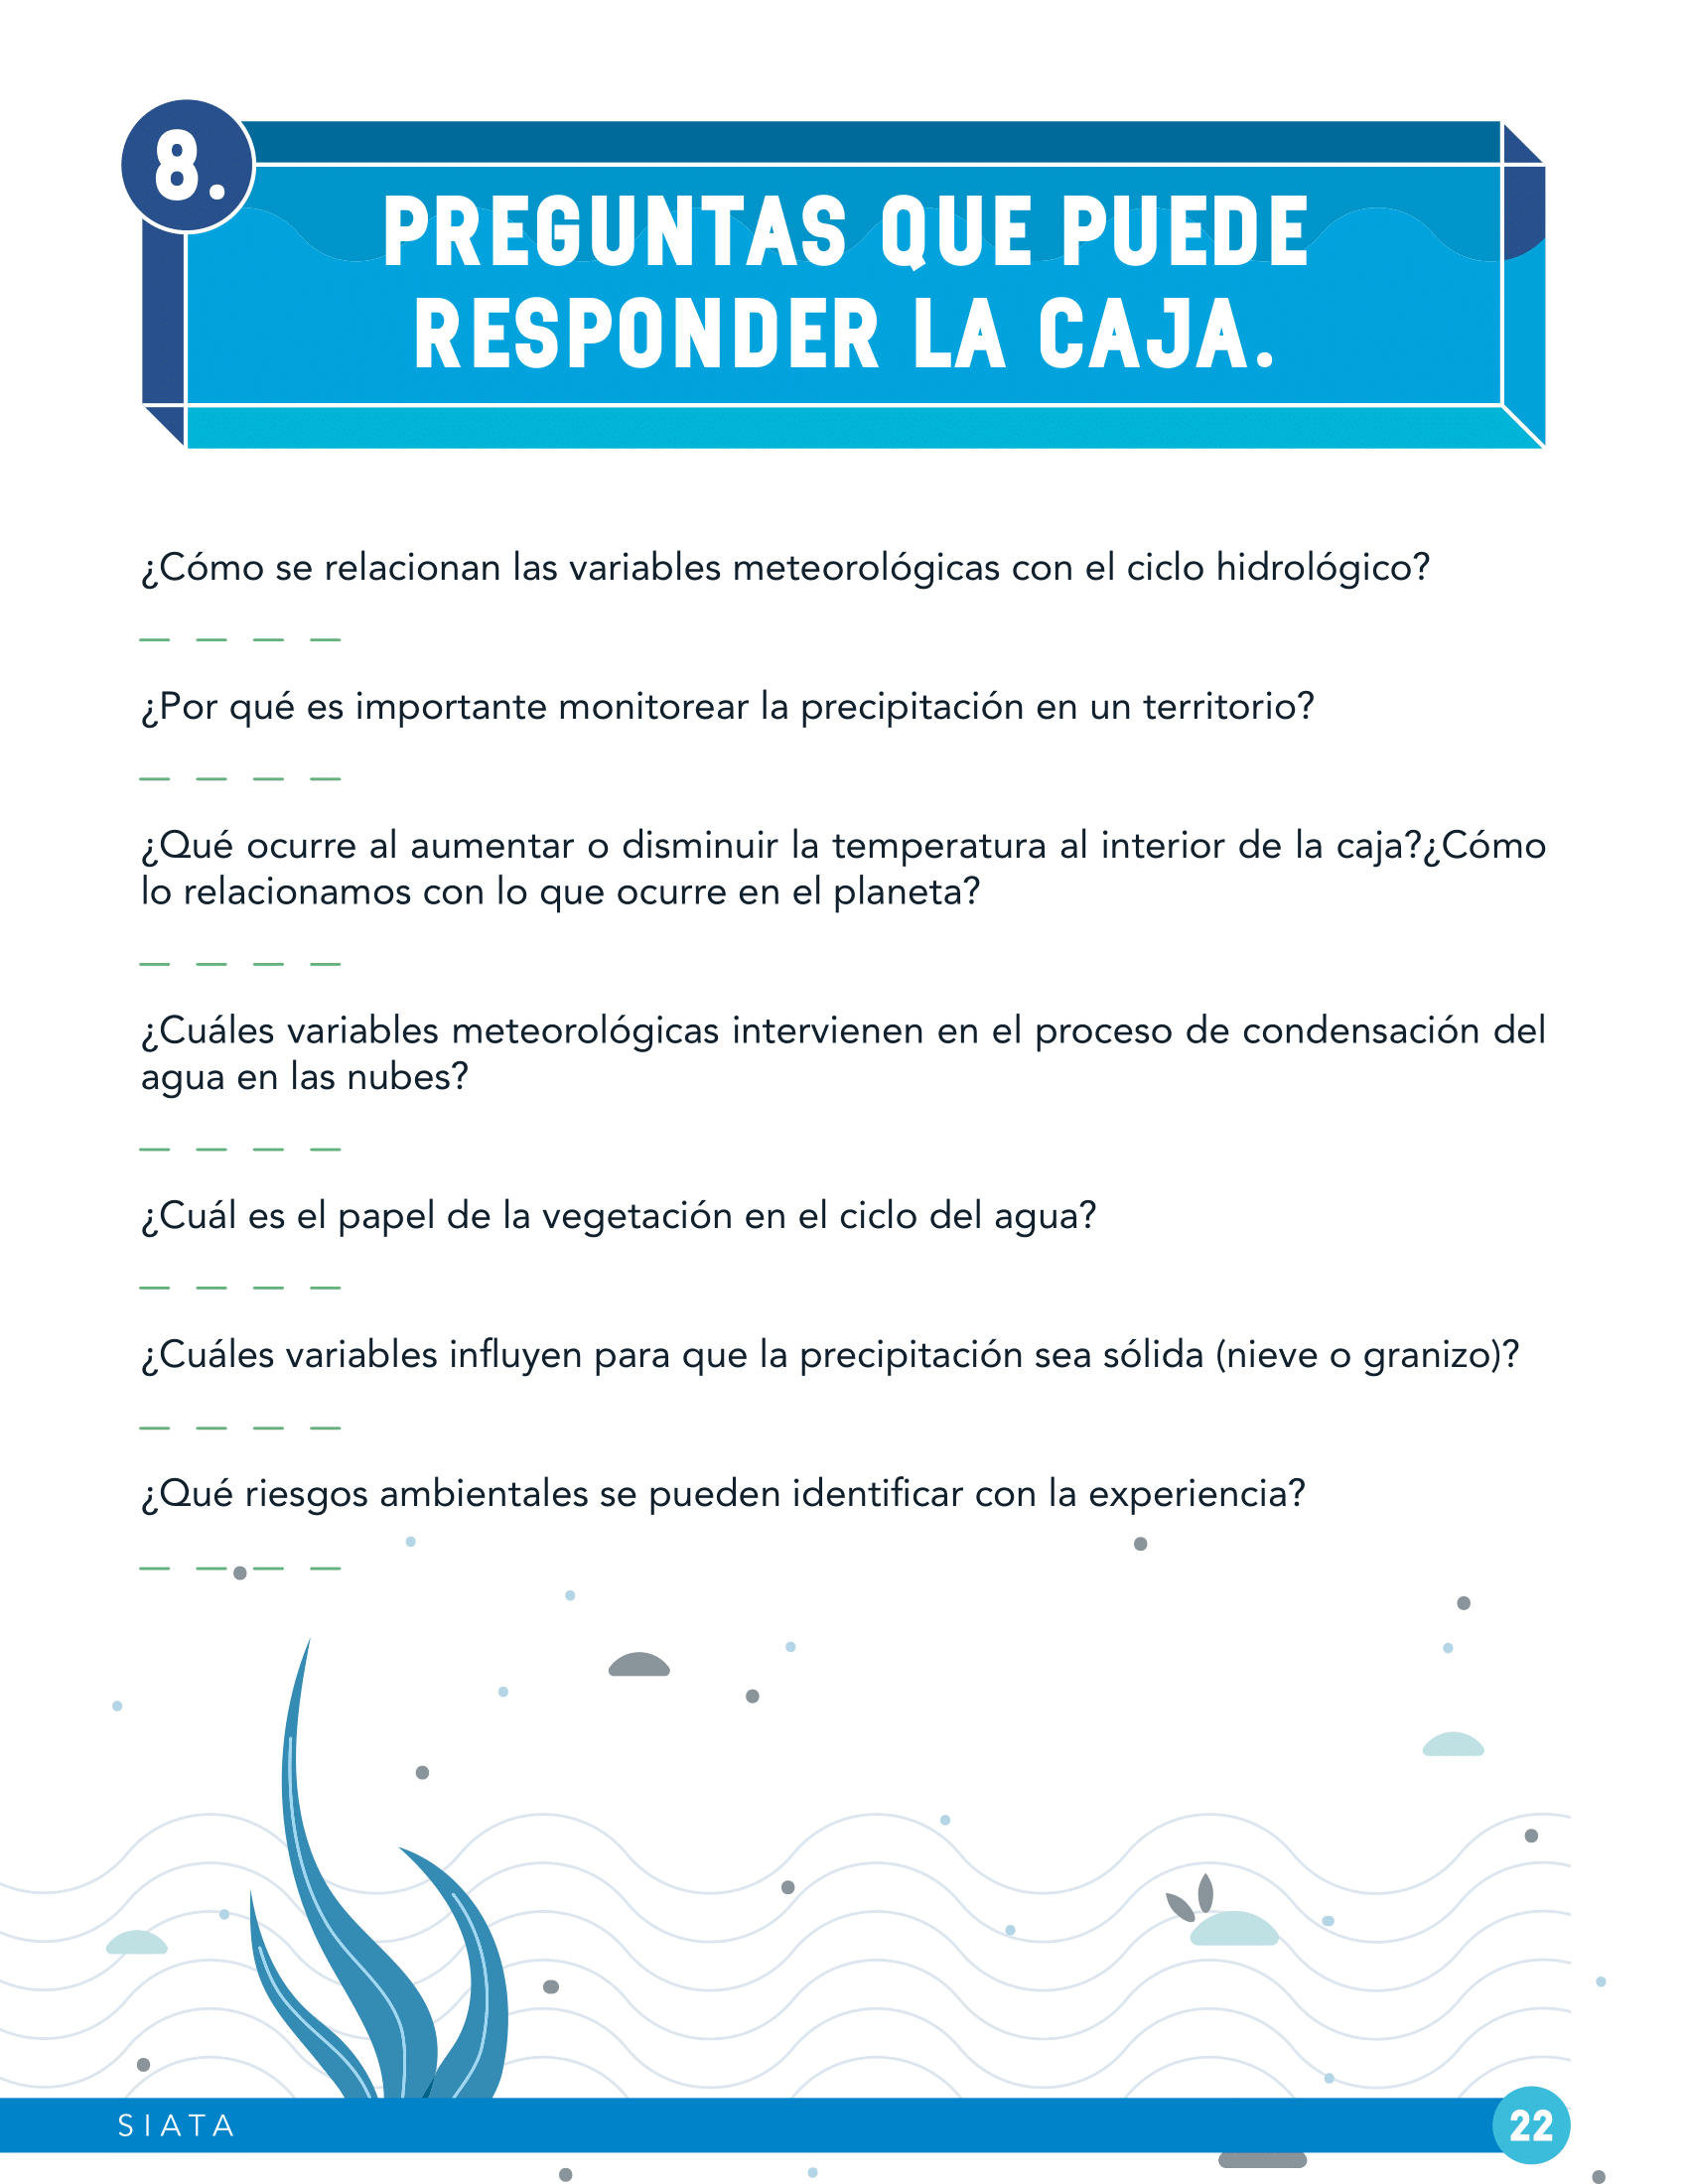 8.
PREGUNTAS QUE PUEDE
RESPONDER LA CAJA.
¿Cómo se relacionan las variables meteorológicas con el ciclo hidrológico?
¿Por qué es importante monitorear la precipitación en un territorio?
¿Qué ocurre al aumentar o disminuir la temperatura al interior de la caja?¿Cómo
lo relacionamos con lo que ocurre en el planeta?
¿Cuáles variables meteorológicas intervienen en el proceso de condensación del
agua en las nubes?
¿Cuál es el papel de la vegetación en el ciclo del agua?
¿Cuáles variables influyen para que la precipitación sea sólida (nieve o granizo)?
¿Qué riesgos ambientales se pueden identificar con la experiencia?
SIATA
22